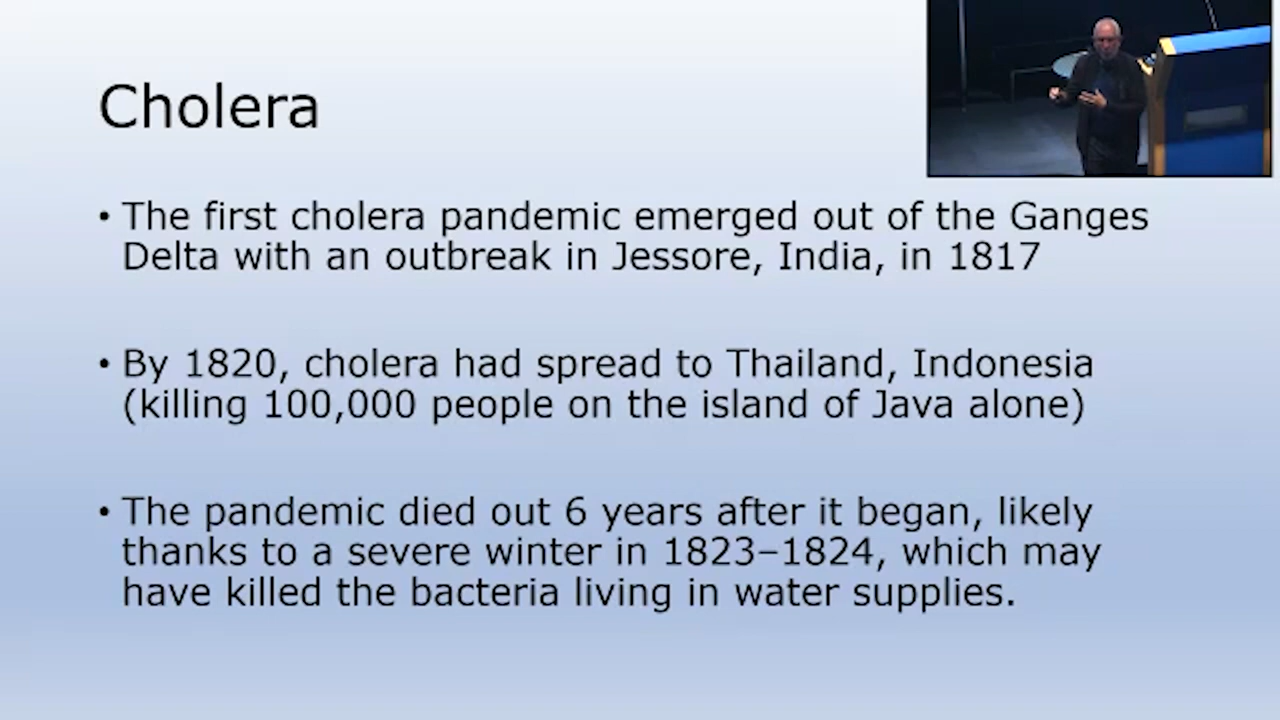 Cholera
• The first cholera pandemic emerged out of the Ganges
Delta with an outbreak in Jessore, India, in 1817
• By 1820, cholera had spread to Thailand, Indonesia
(killing 100,000 people on the island of Java alone)
• The pandemic died out 6 years after it began, likely
thanks to a severe winter in 1823–1824, which may
have killed the bacteria living in water supplies.